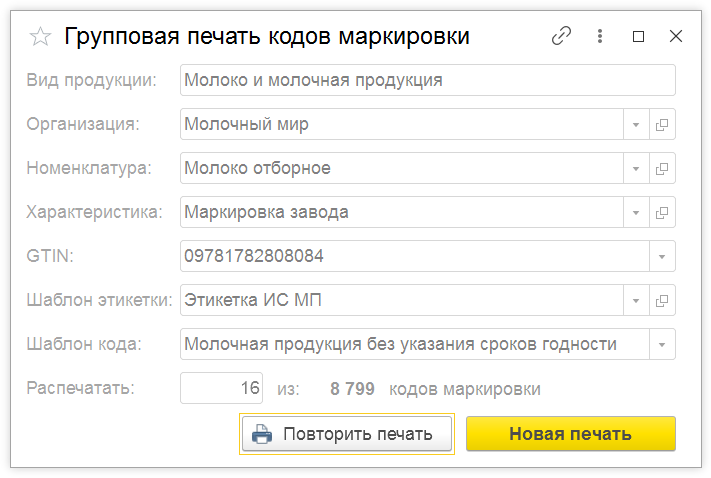 Групповая печать кодов маркировки
Вид продукции: Молоко и молочная продукция
Организация: Молочный мир
Номенклатура: Молоко отборное
Характеристика: Маркировка завода
GTIN: 09781782808084
Шаблон этикетки: Этикетка ИС МП
Шаблон кода: Молочная продукция без указания сроков годности
Распечатать: 16 из: 8 799 кодов маркировки
Повторить печать Новая печать